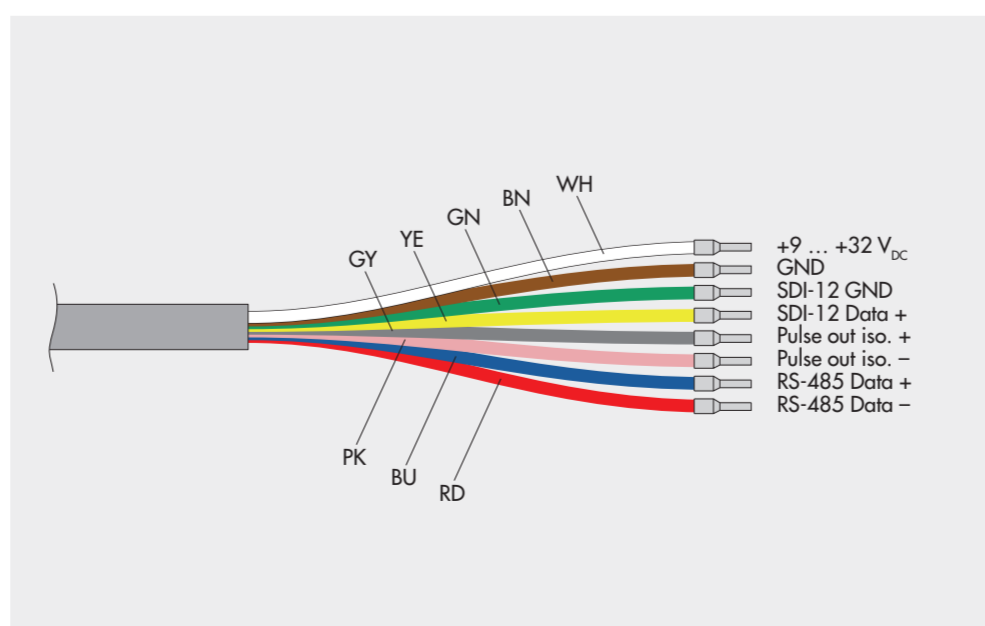 WH
BN
GN
YE
GY
+9 ... +32 VDC
GND
SDI-12 GND
SDI-12 Data +
Pulse out iso. +
Pulse out iso. –
RS-485 Data +
RS-485 Data –
PK
BU
RD